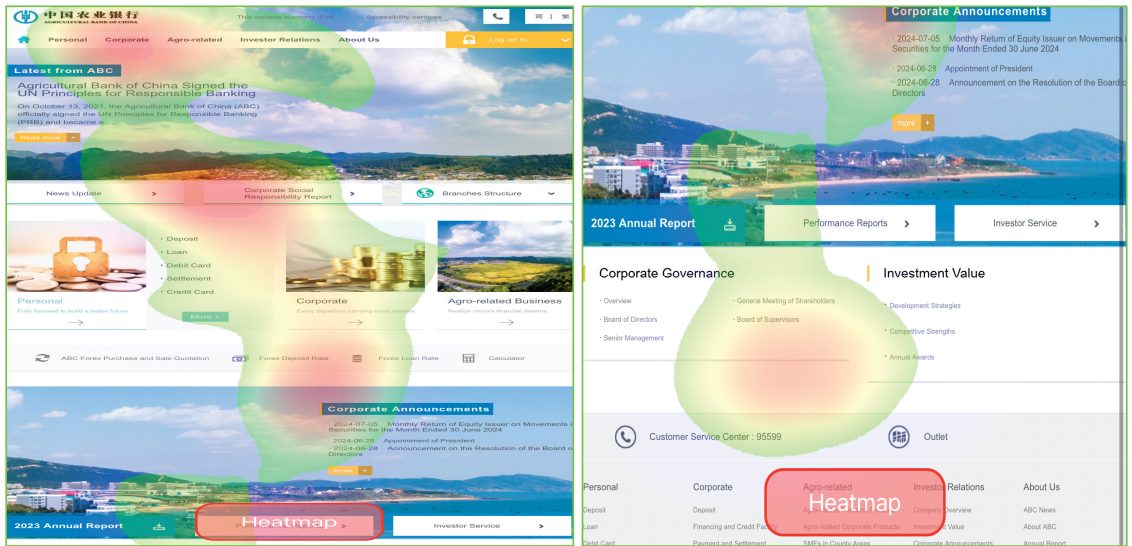 中国农业银行
AGRICULTURAL BANK OF CHINA
This website supports IPv6
Accessibility services
Personal
Corporate
Agro-related
Investor Relations
About Us
Log on to...
Latest from ABC
Agricultural Bank of China Signed the
UN Principles for Responsible Banking
On October 13, 2021, the Agricultural Bank of China (ABC)
officially signed the UN Principles for Responsible Banking
(PRB) and became a...
Read more +
News Update
Corporate Social
Responsibility Report
Branches Structure
· Deposit
· Loan
· Debit Card
· Settlement
· Credit Card
More +
Personal
Fully focused to build a better future.
Corporate
Every departure carrying more dreams.
Agro-related Business
Realize china's financial dreams.
ABC Forex Purchase and Sale Quotation
Forex Deposit Rate
Forex Loan Rate
Calculator
Corporate Announcements
· 2024-07-05 Monthly Return of Equity Issuer on Movements i
Securities for the Month Ended 30 June 2024
· 2024-06-28 Appointment of President
· 2024-06-28 Announcement on the Resolution of the Board o
Directors
more +
2023 Annual Report
Heatmap
Investor Service
Corporate Announcements
· 2024-07-05 Monthly Return of Equity Issuer on Movements i
Securities for the Month Ended 30 June 2024
· 2024-06-28 Appointment of President
· 2024-06-28 Announcement on the Resolution of the Board o
Directors
more +
2023 Annual Report
Performance Reports
Investor Service
Corporate Governance
Investment Value
· Overview
· General Meeting of Shareholders
· Board of Directors
· Board of Supervisors
· Senior Management
· Development Strategies
· Competitive Strengths
· Annual Awards
Customer Service Center : 95599
Outlet
Personal
Corporate
Agro-related
Investor Relations
About Us
Heatmap
Deposit
Deposit
Company Overview
ABC News
Loan
Financing and Credit Facility
Agro-related Corporate Products
Investment Value
About ABC
Debit Card
Payment and Settlement
SMEs in County Areas
Corporate Announcements
Annual Report